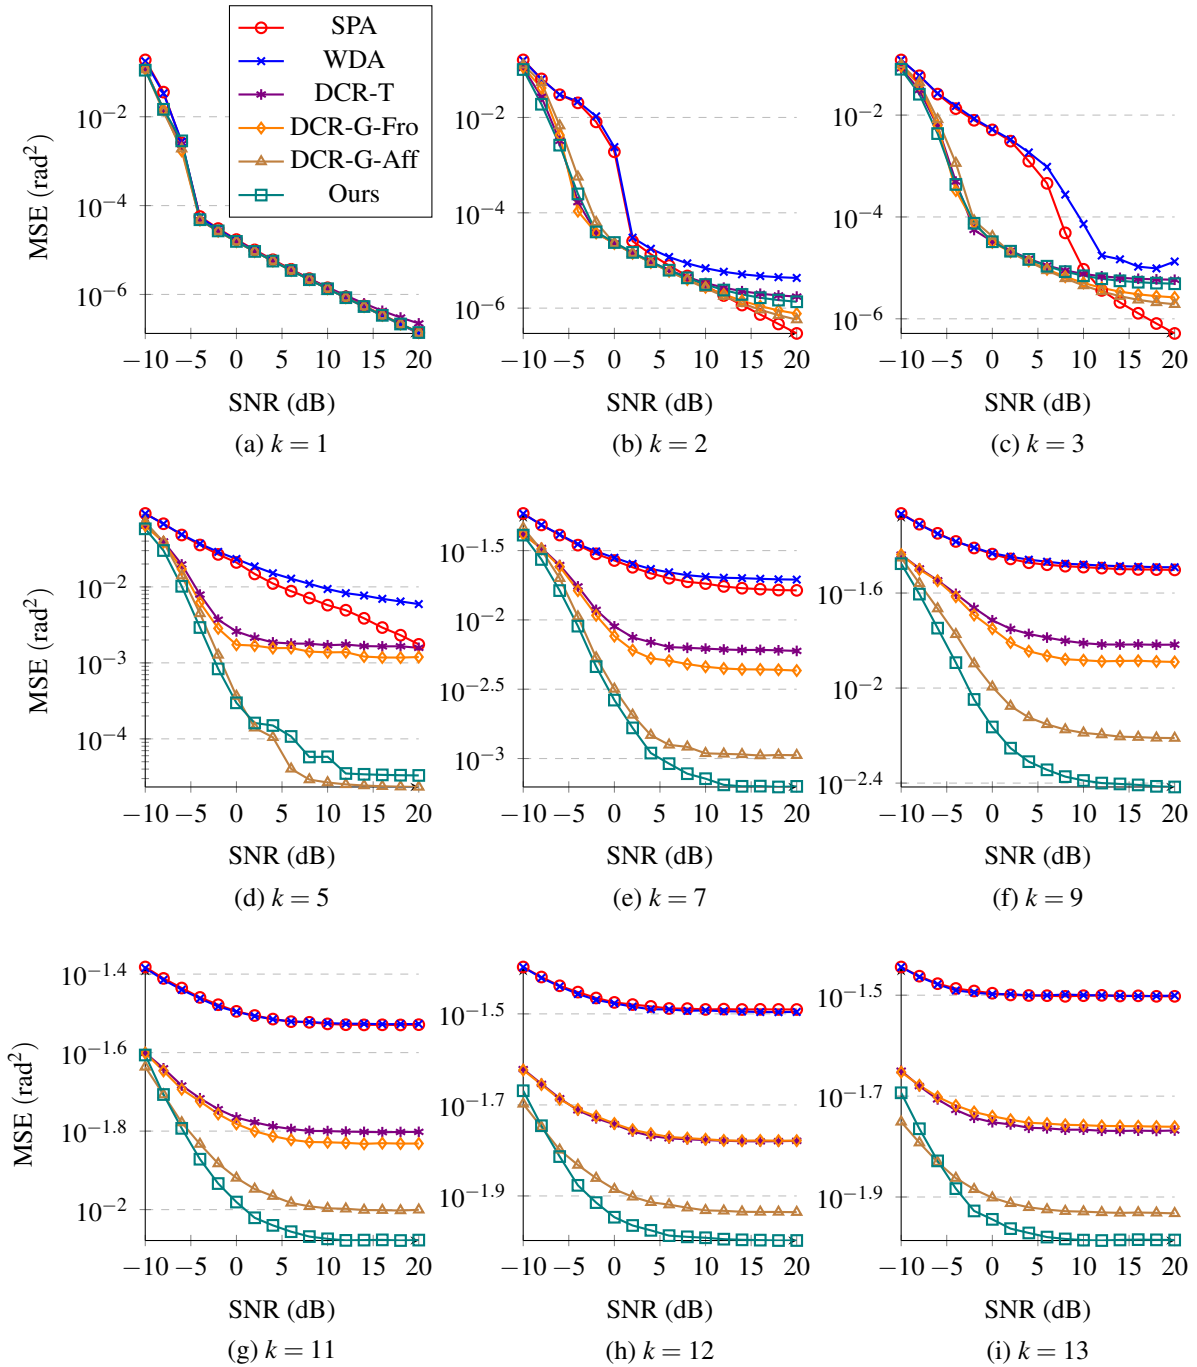 SPA
WDA
DCR-T
DCR-G-Fro
DCR-G-Aff
Ours
MSE (rad²)
10⁻²
10⁻⁴
10⁻⁶
−10 −5 0 5 10 15 20
SNR (dB)
(a) k = 1
10⁻²
10⁻⁴
10⁻⁶
−10 −5 0 5 10 15 20
SNR (dB)
(b) k = 2
10⁻²
10⁻⁴
10⁻⁶
−10 −5 0 5 10 15 20
SNR (dB)
(c) k = 3
MSE (rad²)
10⁻²
10⁻³
10⁻⁴
−10 −5 0 5 10 15 20
SNR (dB)
(d) k = 5
10⁻¹·⁵
10⁻²
10⁻²·⁵
10⁻³
−10 −5 0 5 10 15 20
SNR (dB)
(e) k = 7
10⁻¹·⁶
10⁻²
10⁻²·⁴
−10 −5 0 5 10 15 20
SNR (dB)
(f) k = 9
MSE (rad²)
10⁻¹·⁴
10⁻¹·⁶
10⁻¹·⁸
10⁻²
−10 −5 0 5 10 15 20
SNR (dB)
(g) k = 11
10⁻¹·⁵
10⁻¹·⁷
10⁻¹·⁹
−10 −5 0 5 10 15 20
SNR (dB)
(h) k = 12
10⁻¹·⁵
10⁻¹·⁷
10⁻¹·⁹
−10 −5 0 5 10 15 20
SNR (dB)
(i) k = 13